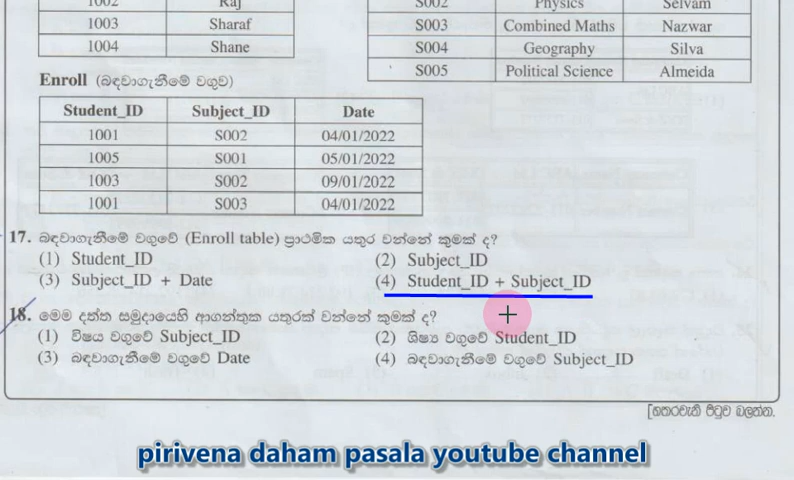 1002 Raj
1003 Sharaf
1004 Shane
S002 Physics Selvam
S003 Combined Maths Nazwar
S004 Geography Silva
S005 Political Science Almeida
Enroll (බඳවාගැනීමේ වගුව)
Student_ID Subject_ID Date
1001 S002 04/01/2022
1005 S001 05/01/2022
1003 S002 09/01/2022
1001 S003 04/01/2022
17. බඳවාගැනීමේ වගුවේ (Enroll table) ප්‍රාථමික යතුර වන්නේ කුමක් ද?
(1) Student_ID (2) Subject_ID
(3) Subject_ID + Date (4) Student_ID + Subject_ID
18. මෙම දත්ත සමුදායෙහි ආගන්තුක යතුරක් වන්නේ කුමක් ද?
(1) විෂය වගුවේ Subject_ID (2) ශිෂ්‍ය වගුවේ Student_ID
(3) බඳවාගැනීමේ වගුවේ Date (4) බඳවාගැනීමේ වගුවේ Subject_ID
[හතරවැනි පිටුව බලන්න.
pirivena daham pasala youtube channel